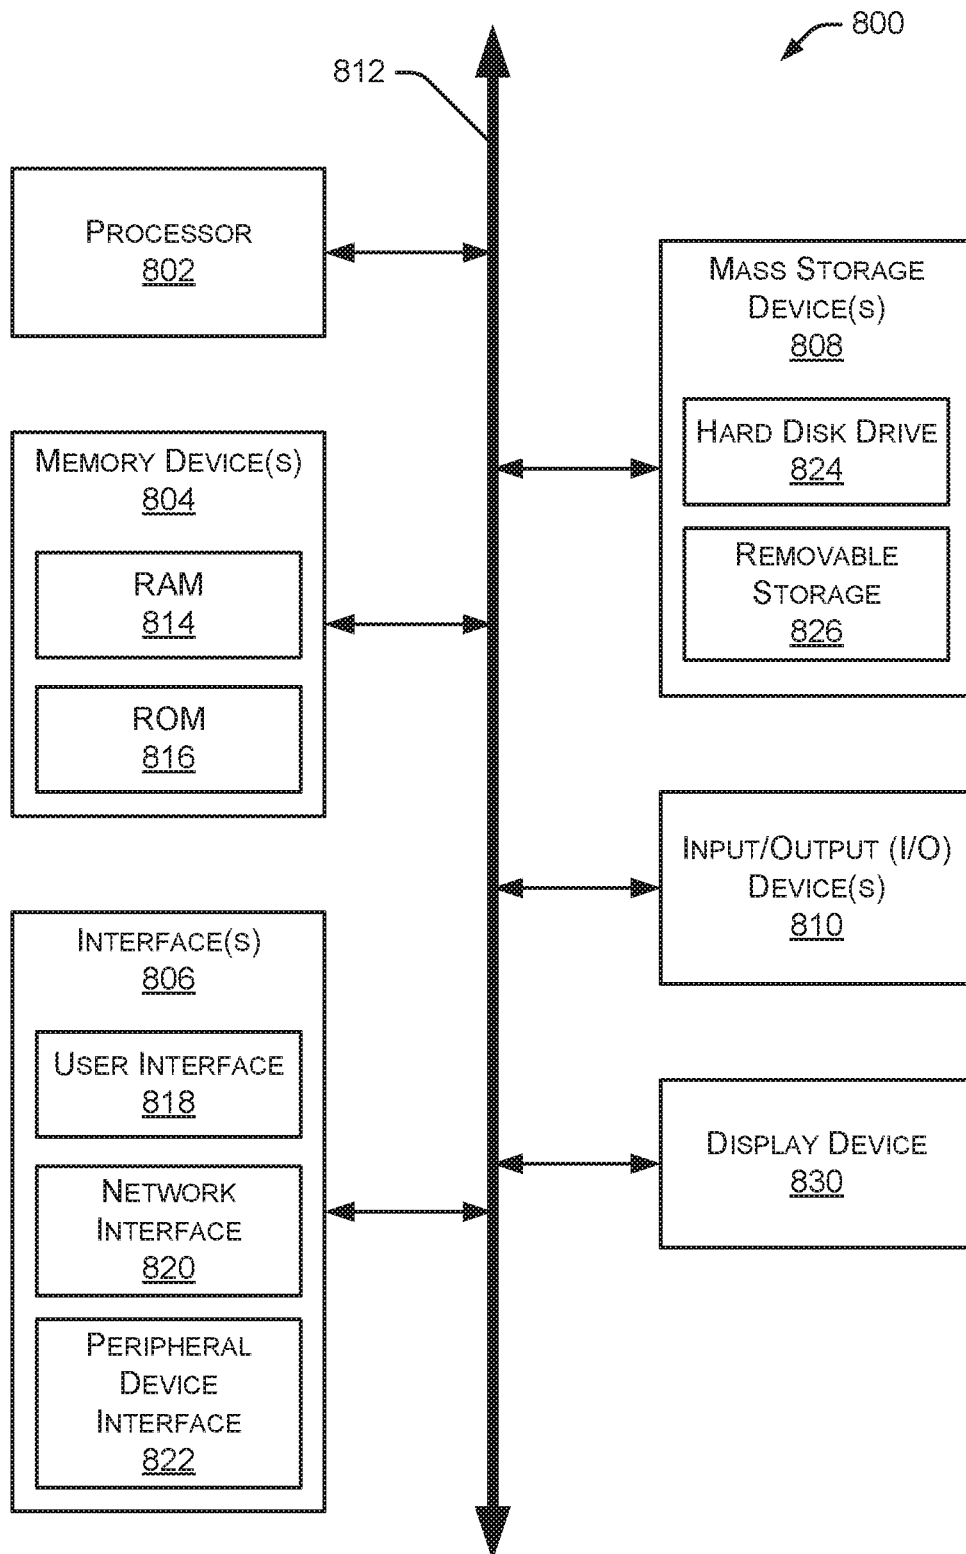 800
812
PROCESSOR
802
MEMORY DEVICE(S)
804
RAM
814
ROM
816
INTERFACE(S)
806
USER INTERFACE
818
NETWORK
INTERFACE
820
PERIPHERAL
DEVICE
INTERFACE
822
MASS STORAGE
DEVICE(S)
808
HARD DISK DRIVE
824
REMOVABLE
STORAGE
826
INPUT/OUTPUT (I/O)
DEVICE(S)
810
DISPLAY DEVICE
830